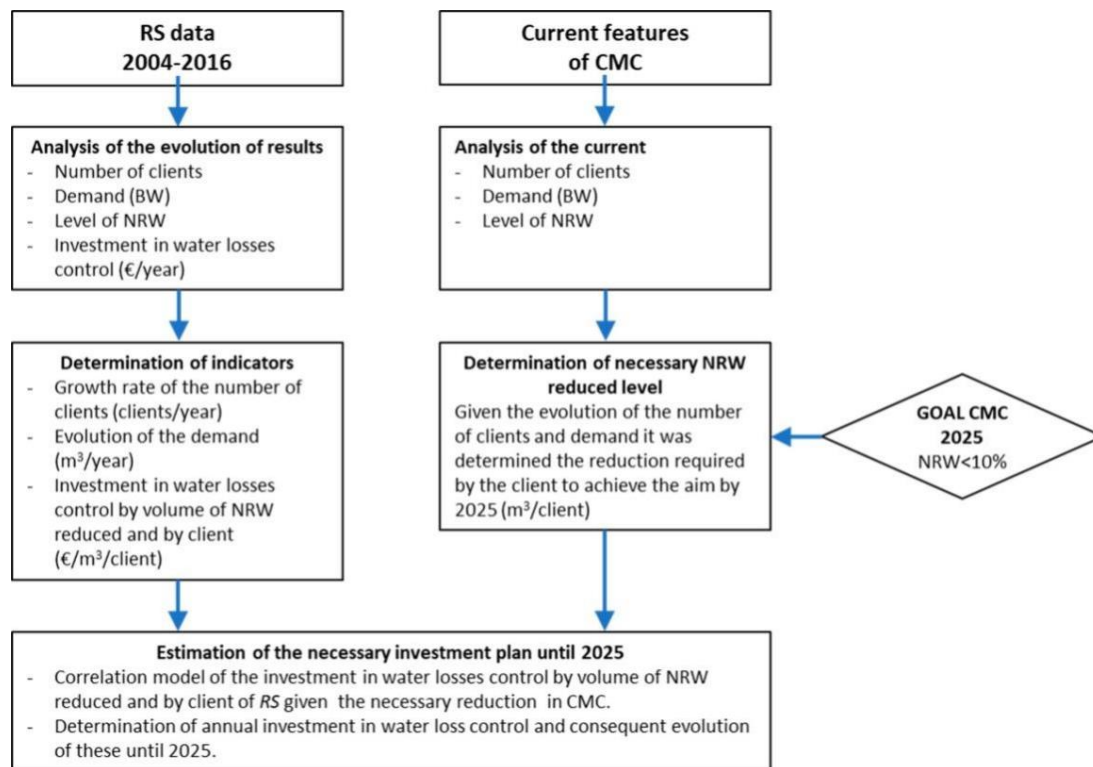 RS data
2004-2016
Current features
of CMC
Analysis of the evolution of results
- Number of clients
- Demand (BW)
- Level of NRW
- Investment in water losses
control (€/year)
Analysis of the current
- Number of clients
- Demand (BW)
- Level of NRW
Determination of indicators
- Growth rate of the number of
clients (clients/year)
- Evolution of the demand
(m³/year)
- Investment in water losses
control by volume of NRW
reduced and by client
(€/m³/client)
Determination of necessary NRW
reduced level
Given the evolution of the number
of clients and demand it was
determined the reduction required
by the client to achieve the aim by
2025 (m³/client)
GOAL CMC
2025
NRW<10%
Estimation of the necessary investment plan until 2025
- Correlation model of the investment in water losses control by volume of NRW
reduced and by client of RS given the necessary reduction in CMC.
- Determination of annual investment in water loss control and consequent evolution
of these until 2025.